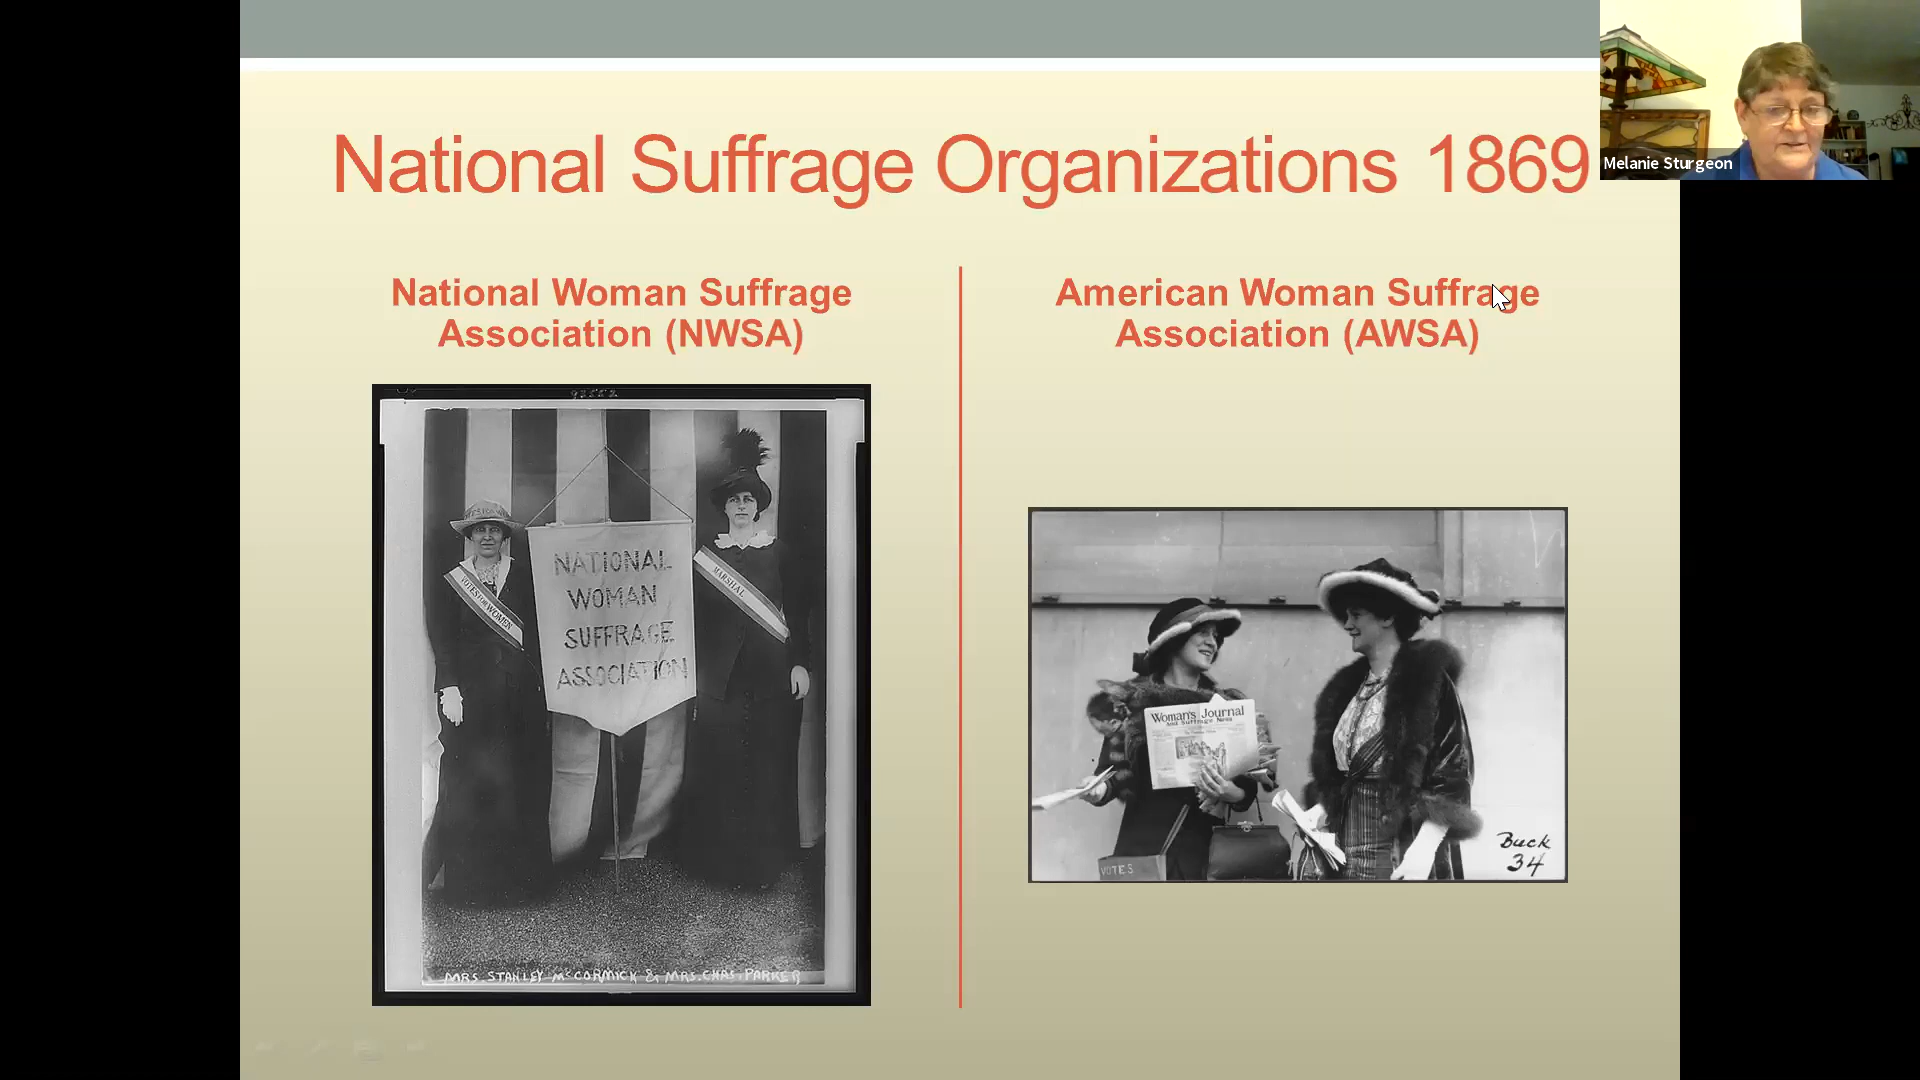 National Suffrage Organizations 1869
Melanie Sturgeon
National Woman Suffrage
Association (NWSA)
American Woman Suffrage
Association (AWSA)
93552
NATIONAL
WOMAN
SUFFRAGE
ASSOCIATION
VOTES FOR WOMEN
MARSHAL
MRS. STANLEY McCORMICK & MRS. CHAS. PARKER
Woman's Journal
And Suffrage News
VOTES
Buck
34